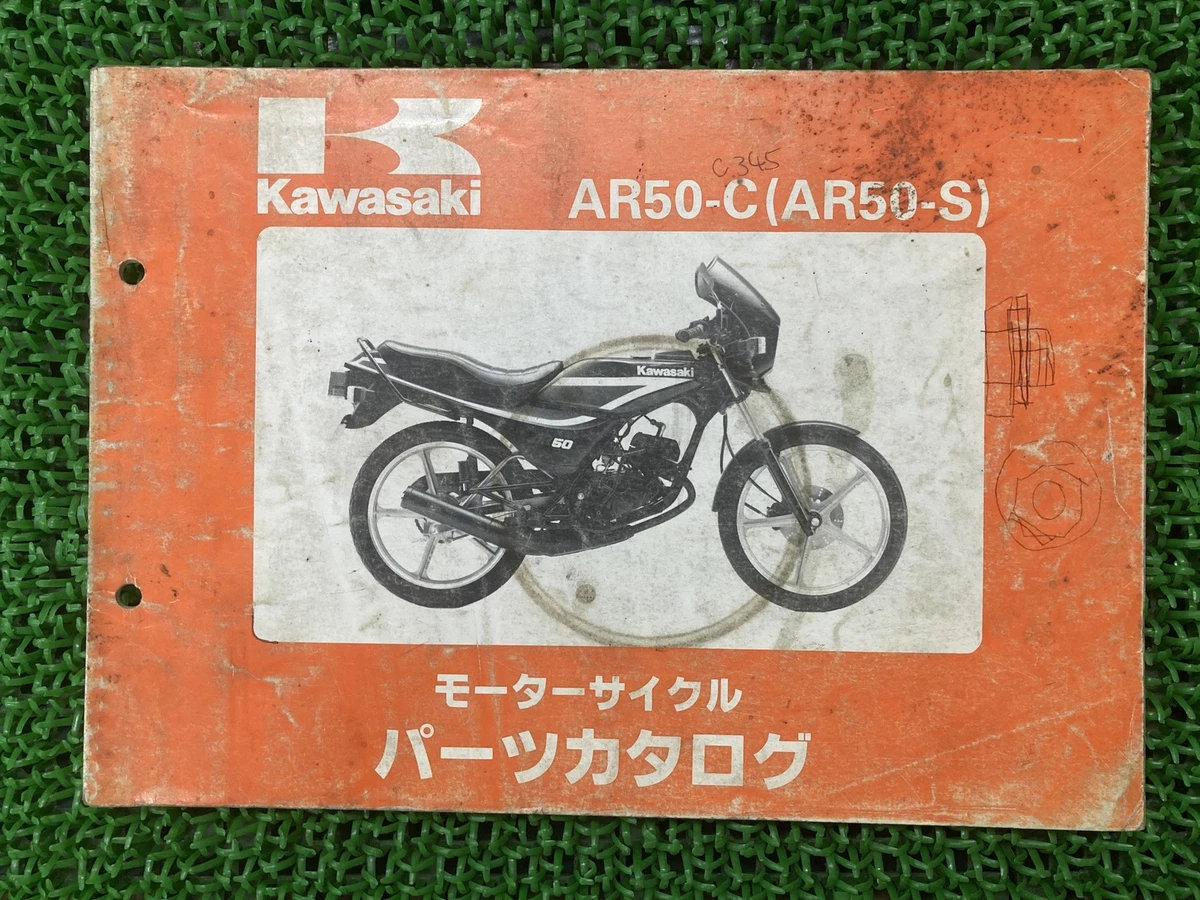 Kawasaki
C345
AR50-C(AR50-S)
Kawasaki
50
モーターサイクル
パーツカタログ